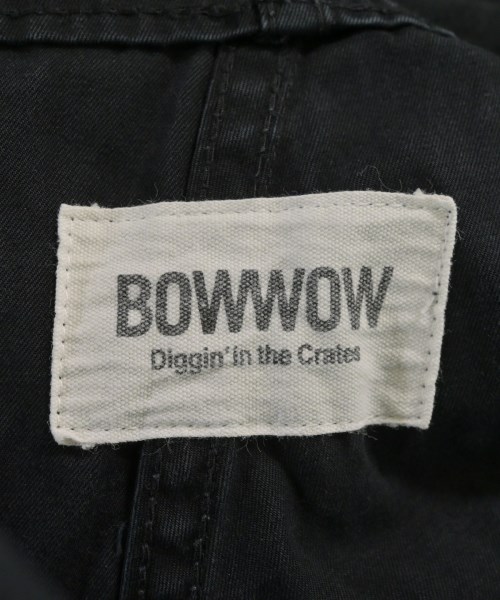 BOWWOW
Diggin' in the Crates